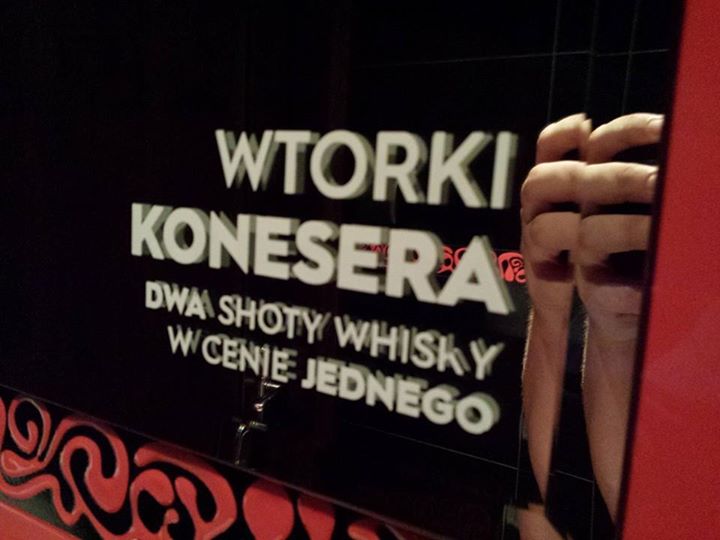 WTORKI
KONESERA
DWA SHOTY WHISKY
W CENIE JEDNEGO